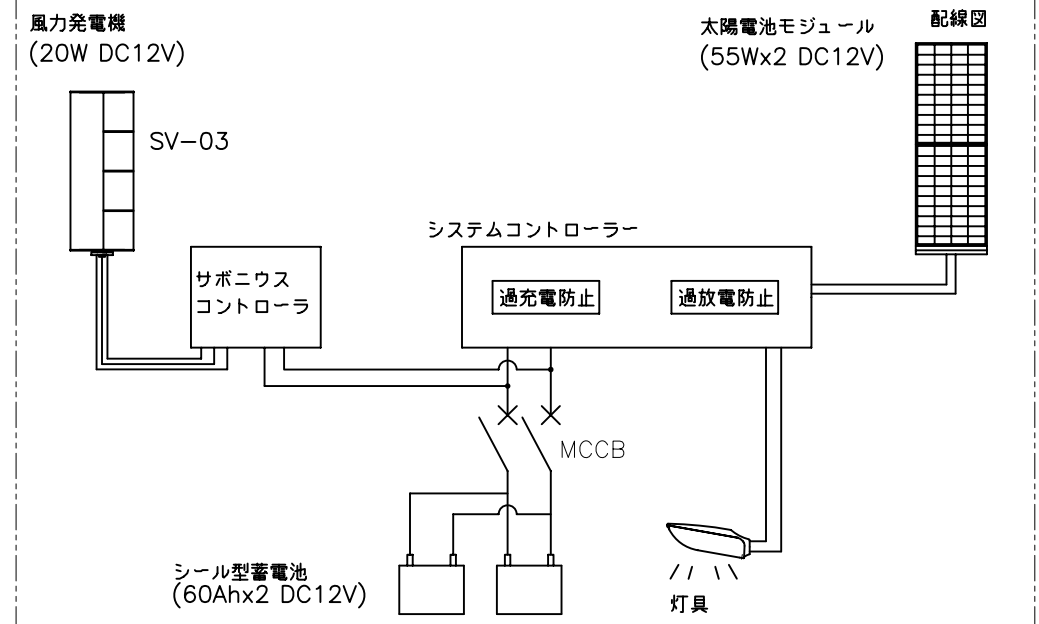 風力発電機
(20W DC12V)
太陽電池モジュール
(55Wx2 DC12V)
配線図
SV-03
システムコントローラー
サボニウス
コントローラ
過充電防止
過放電防止
MCCB
シール型蓄電池
(60Ahx2 DC12V)
灯具